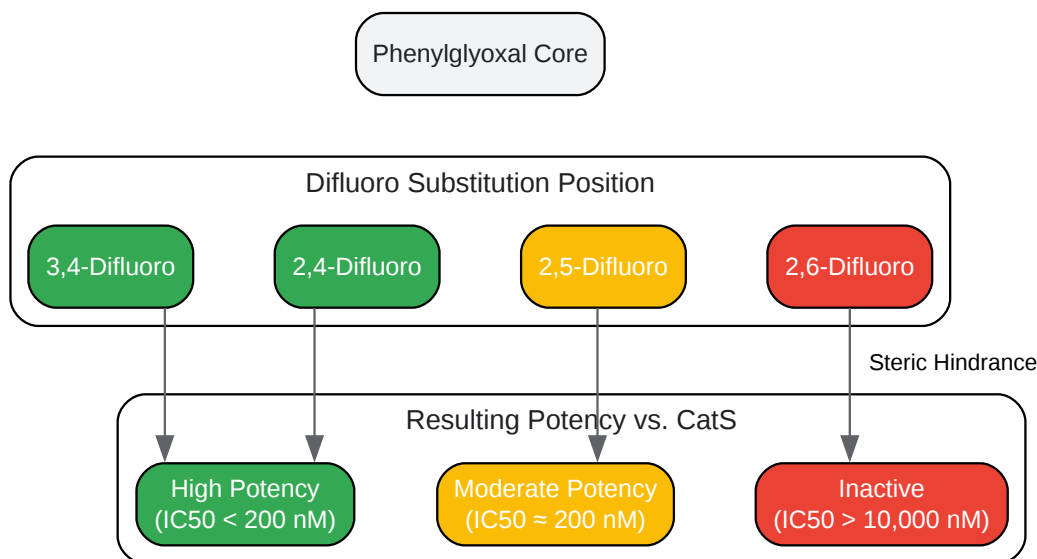 Phenylglyoxal Core
Difluoro Substitution Position
3,4-Difluoro
2,4-Difluoro
2,5-Difluoro
2,6-Difluoro
Steric Hindrance
Resulting Potency vs. CatS
High Potency
(IC50 < 200 nM)
Moderate Potency
(IC50 ≈ 200 nM)
Inactive
(IC50 > 10,000 nM)